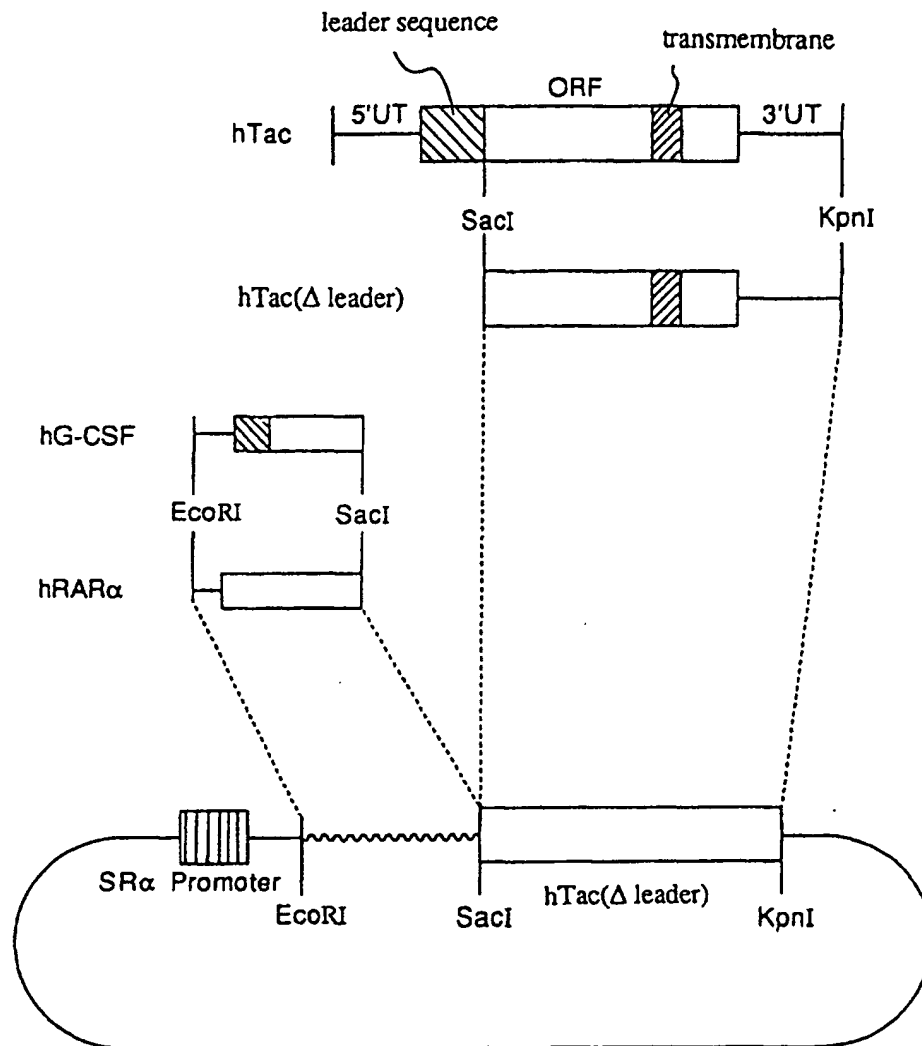 leader sequence
transmembrane
ORF
5'UT
3'UT
hTac
SacI
KpnI
hTac(Δ leader)
hG-CSF
EcoRI
SacI
hRARα
SRα Promoter
EcoRI
SacI
hTac(Δ leader)
KpnI